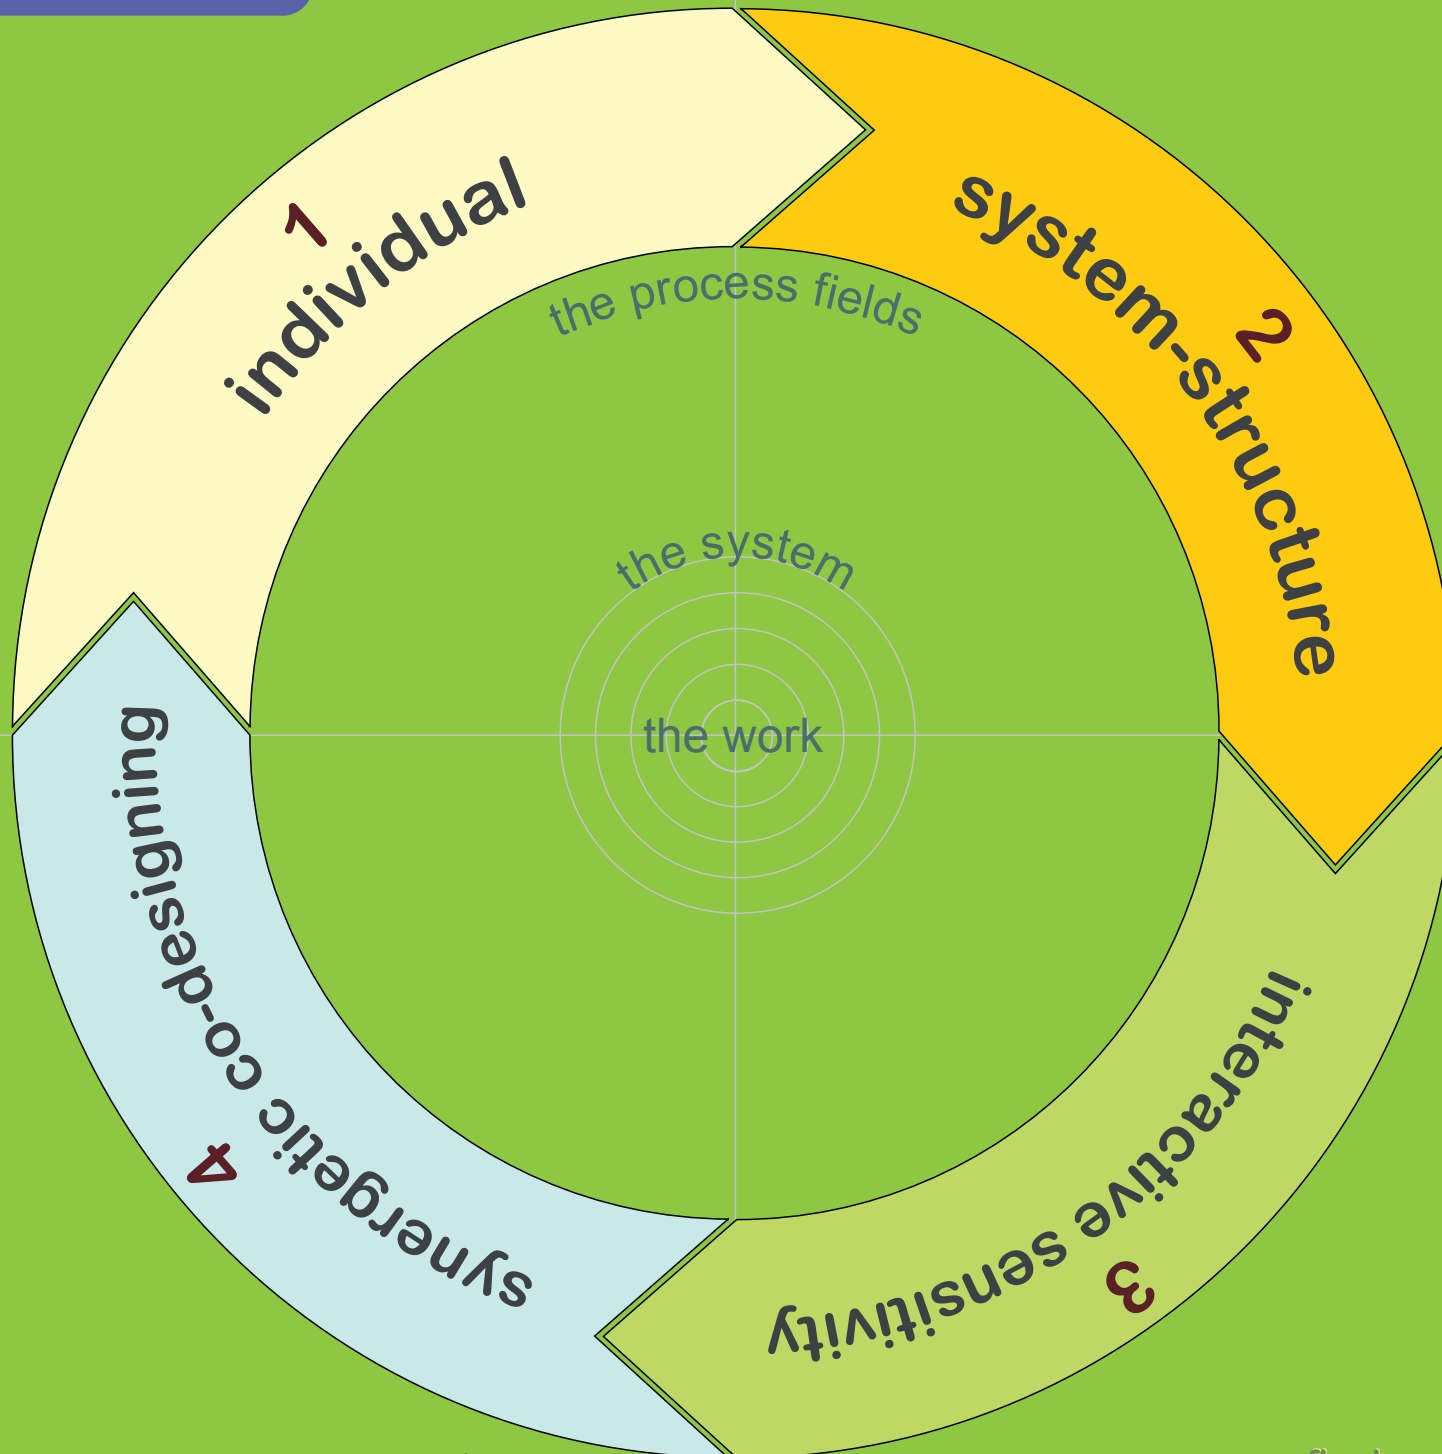 1
individual
2
system-structure
3
interactive sensitivity
4
synergetic co-designing
the process fields
the system
the work